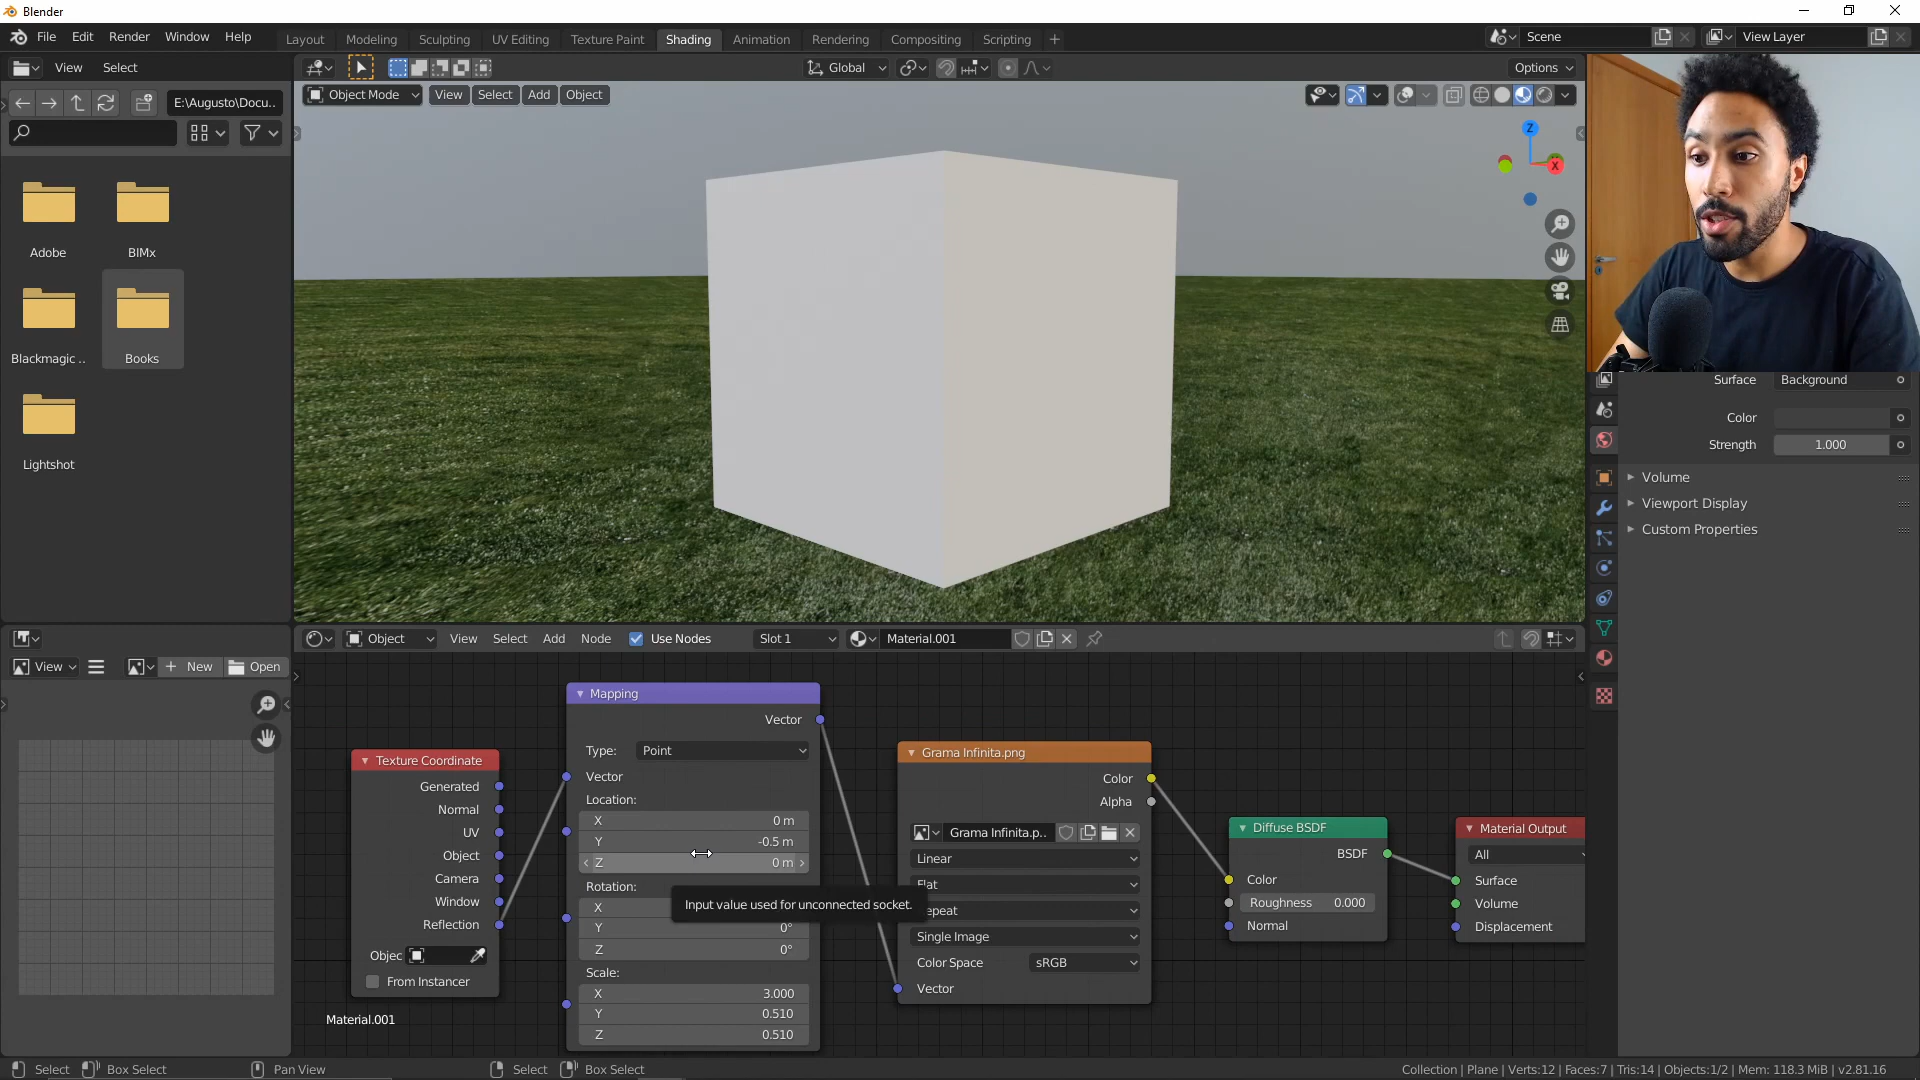 Blender
File Edit Render Window Help
Layout Modeling Sculpting UV Editing Texture Paint Shading Animation Rendering Compositing Scripting
Scene
View Layer
View Select
Global
Options
E:\Augusto\Docu..
Object Mode View Select Add Object
Z
X
Adobe
BIMx
Blackmagic ..
Books
Lightshot
Surface Background
Color
Strength 1.000
Volume
Viewport Display
Custom Properties
View New Open
Object View Select Add Node Use Nodes Slot 1 Material.001
Texture Coordinate
Generated
Normal
UV
Object
Camera
Window
Reflection
Objec
From Instancer
Material.001
Mapping
Vector
Type: Point
Vector
Location:
X 0 m
Y -0.5 m
Z 0 m
Rotation:
X
Y 0°
Z 0°
Scale:
X 3.000
Y 0.510
Z 0.510
Input value used for unconnected socket.
Grama Infinita.png
Color
Alpha
Grama Infinita.p..
Linear
Flat
epeat
Single Image
Color Space sRGB
Vector
Diffuse BSDF
BSDF
Color
Roughness 0.000
Normal
Material Output
All
Surface
Volume
Displacement
Select Box Select Pan View Select Box Select
Collection | Plane | Verts:12 | Faces:7 | Tris:14 | Objects:1/2 | Mem: 118.3 MiB | v2.81.16